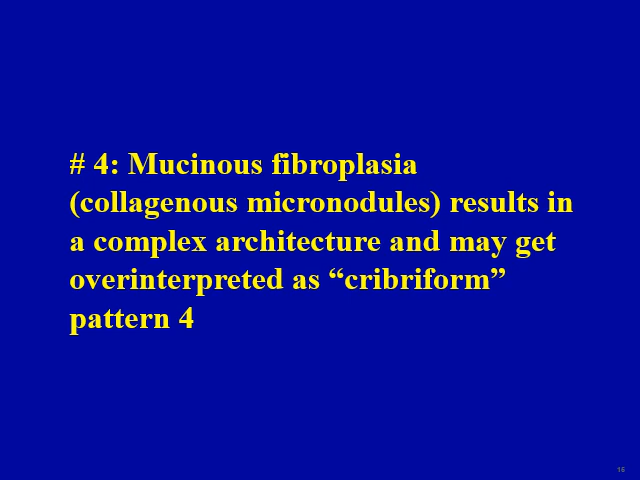 # 4: Mucinous fibroplasia
(collagenous micronodules) results in
a complex architecture and may get
overinterpreted as “cribriform”
pattern 4
16